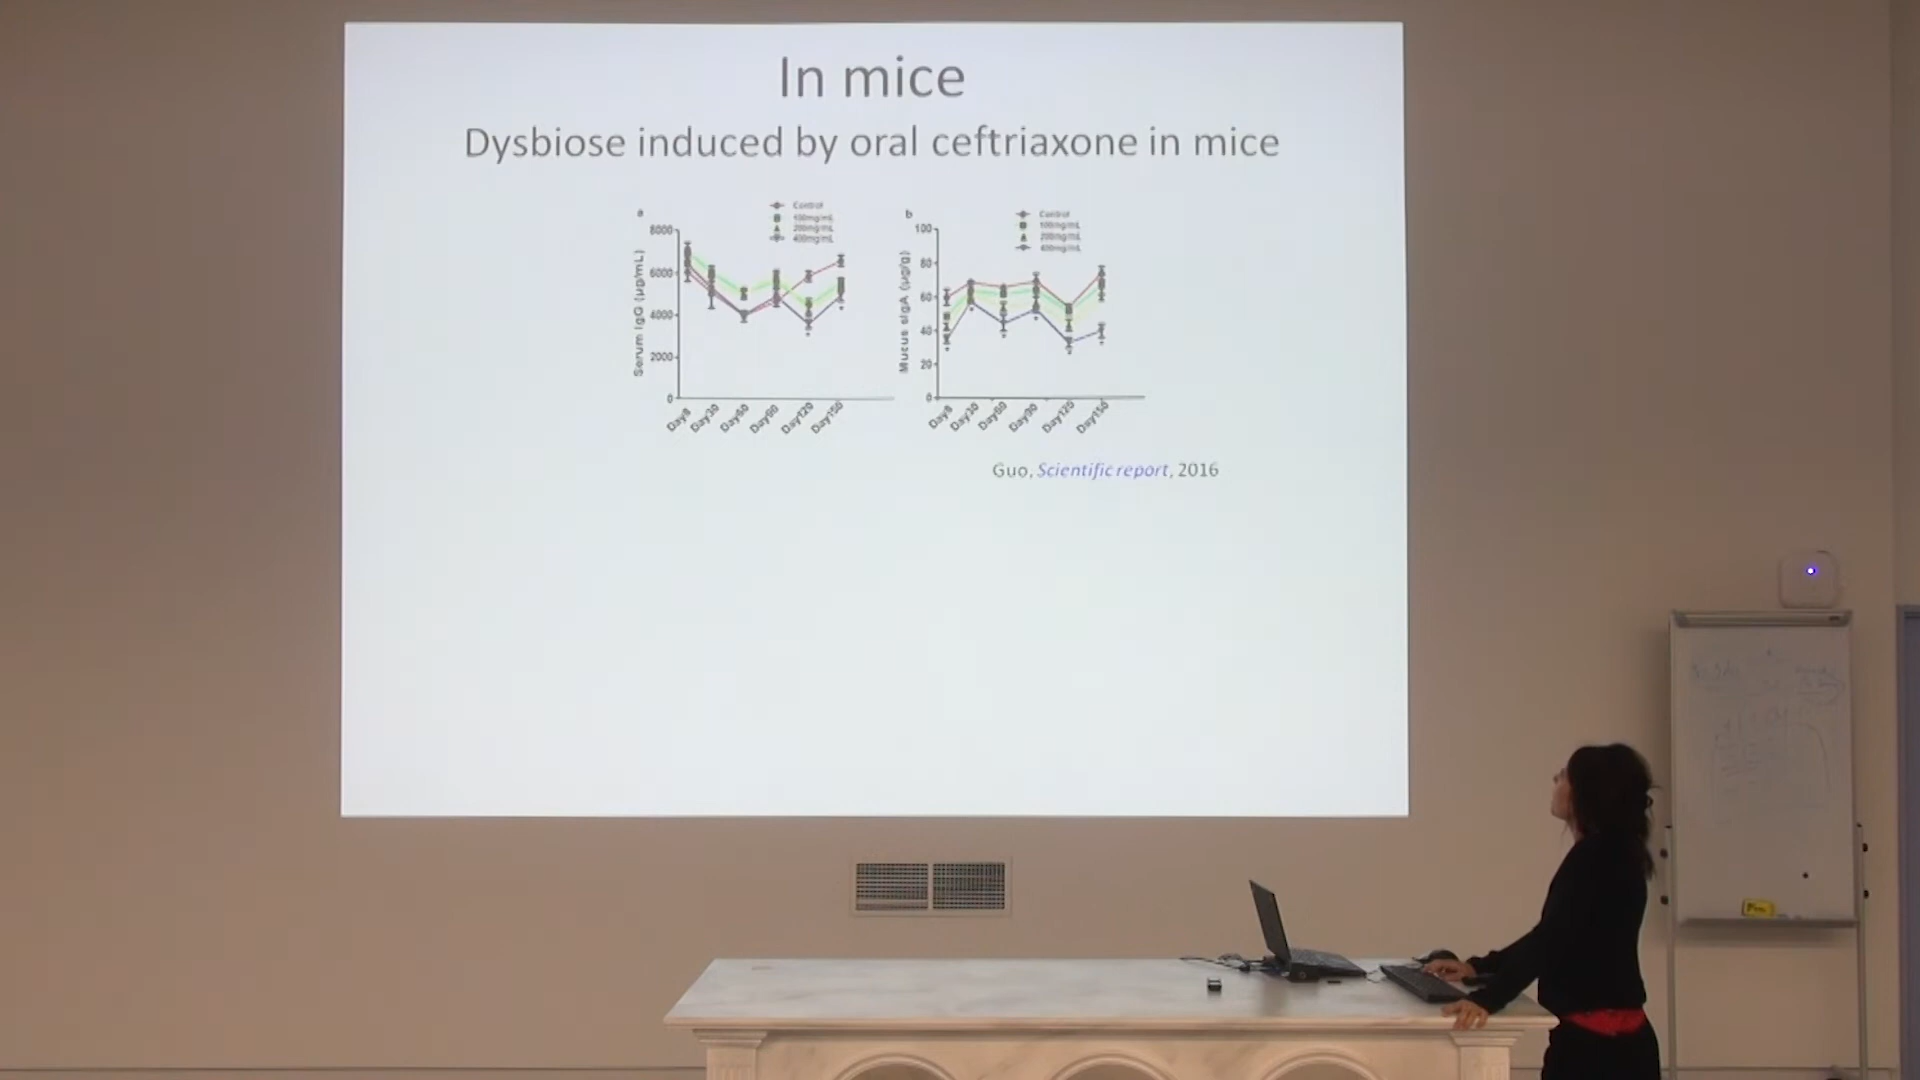 In mice
Dysbiose induced by oral ceftriaxone in mice
a
Control
100mg/mL
200mg/mL
400mg/mL
Serum IgG (µg/mL)
8000
6000
4000
2000
0
Day8 Day30 Day60 Day90 Day120 Day150
b
Control
100mg/mL
200mg/mL
400mg/mL
Mucus sIgA (µg/g)
100
80
60
40
20
0
Day8 Day30 Day60 Day90 Day120 Day150
Guo, Scientific report, 2016